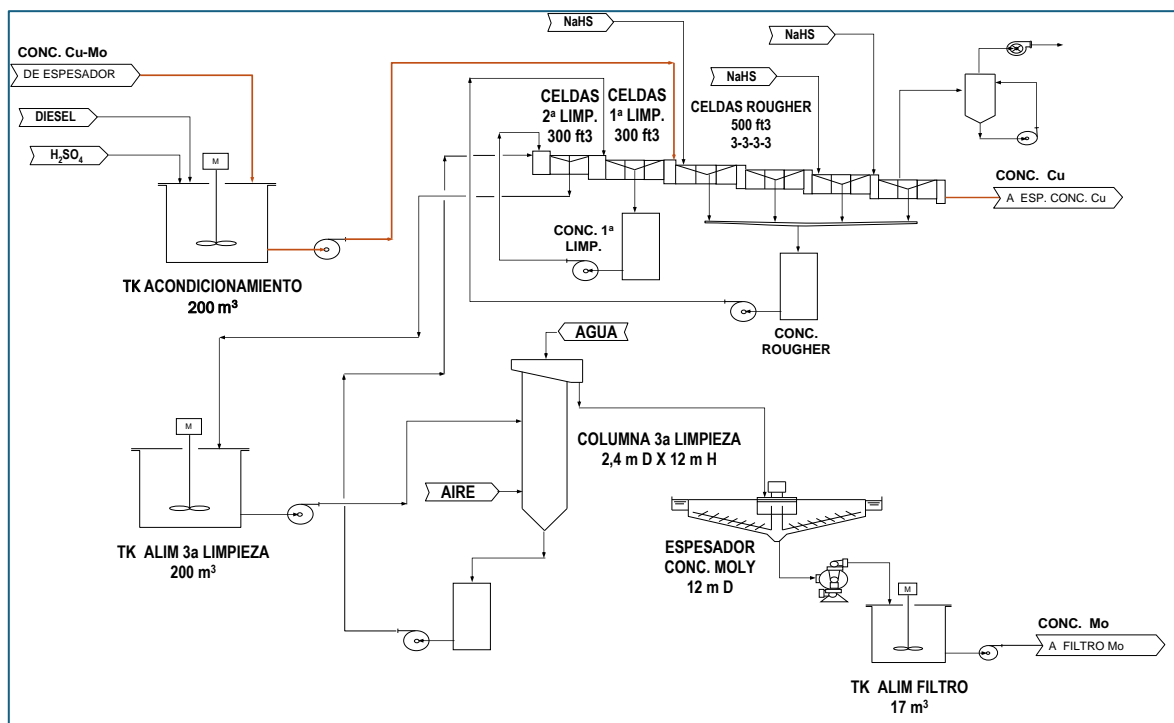 NaHS
NaHS
CONC. Cu-Mo
DE ESPESADOR
DIESEL
H2SO4
M
TK ACONDICIONAMIENTO
200 m³
CELDAS
2ª LIMP.
300 ft3
CELDAS
1ª LIMP.
300 ft3
NaHS
CELDAS ROUGHER
500 ft3
3-3-3-3
CONC. Cu
A ESP. CONC. Cu
CONC. 1ª
LIMP.
CONC.
ROUGHER
AGUA
M
TK ALIM 3a LIMPIEZA
200 m³
COLUMNA 3a LIMPIEZA
2,4 m D X 12 m H
AIRE
ESPESADOR
CONC. MOLY
12 m D
M
TK ALIM FILTRO
17 m³
CONC. Mo
A FILTRO Mo